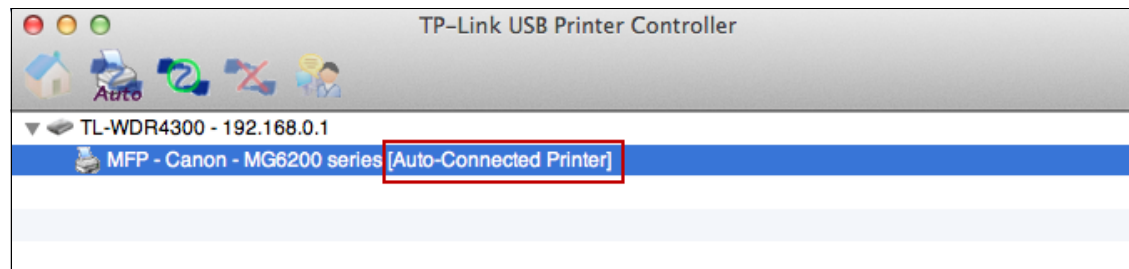 TP-Link USB Printer Controller
Auto
TL-WDR4300 - 192.168.0.1
MFP - Canon - MG6200 series [Auto-Connected Printer]